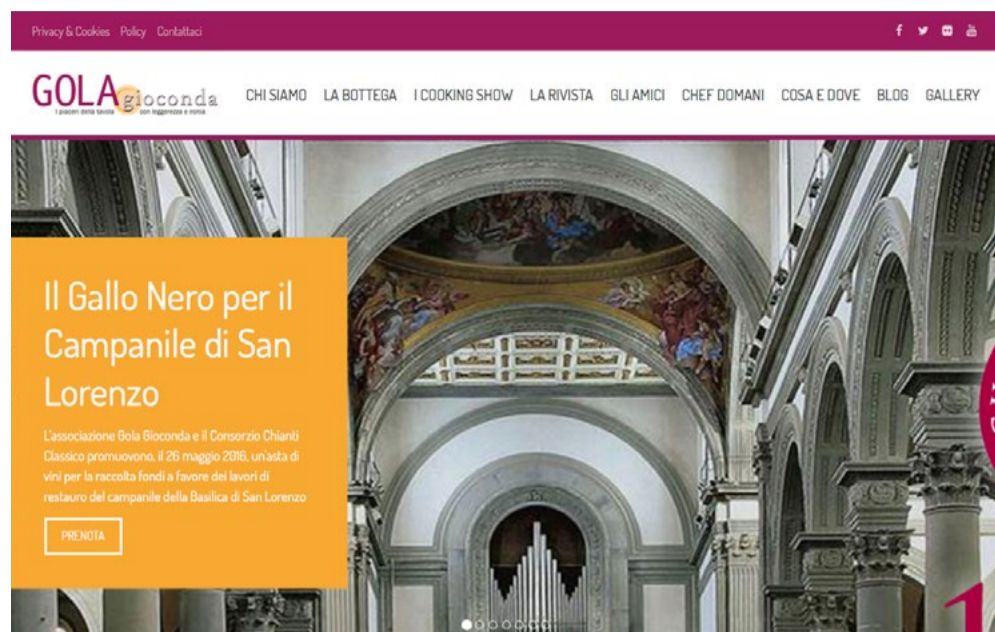 Privacy & Cookies Policy Contattaci
GOLA gioconda
I piaceri della tavola con leggerezza e ironia
CHI SIAMO LA BOTTEGA I COOKING SHOW LA RIVISTA GLI AMICI CHEF DOMANI COSA E DOVE BLOG GALLERY
Il Gallo Nero per il
Campanile di San
Lorenzo
L'associazione Gola Gioconda e il Consorzio Chianti
Classico promuovono, il 26 maggio 2016, un'asta di
vini per la raccolta fondi a favore dei lavori di
restauro del campanile della Basilica di San Lorenzo
PRENOTA